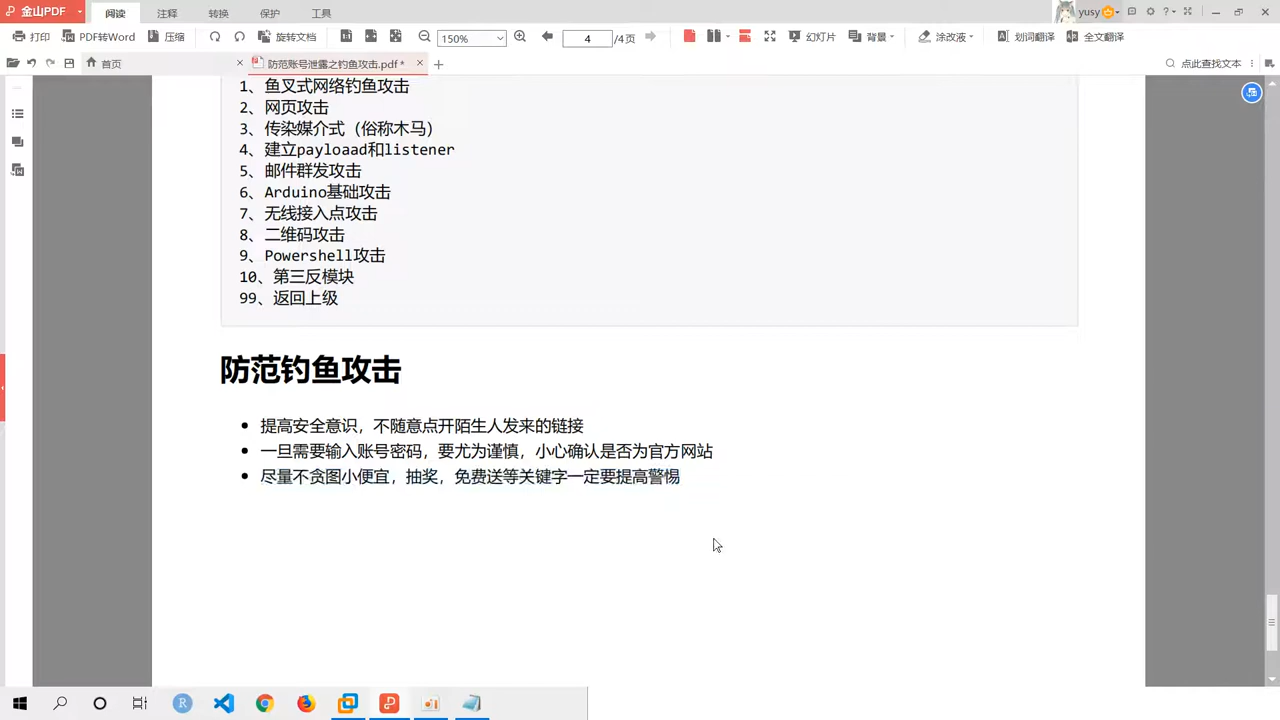 金山PDF 阅读 注释 转换 保护 工具 yusy
打印 PDF转Word 压缩 旋转文档 150% 4 /4页 幻灯片 背景 涂改液 划词翻译 全文翻译
首页 防范账号泄露之钓鱼攻击.pdf * 点此查找文本
1、鱼叉式网络钓鱼攻击
2、网页攻击
3、传染媒介式（俗称木马）
4、建立payloaad和listener
5、邮件群发攻击
6、Arduino基础攻击
7、无线接入点攻击
8、二维码攻击
9、Powershell攻击
10、第三反模块
99、返回上级
防范钓鱼攻击
提高安全意识，不随意点开陌生人发来的链接
一旦需要输入账号密码，要尤为谨慎，小心确认是否为官方网站
尽量不贪图小便宜，抽奖，免费送等关键字一定要提高警惕